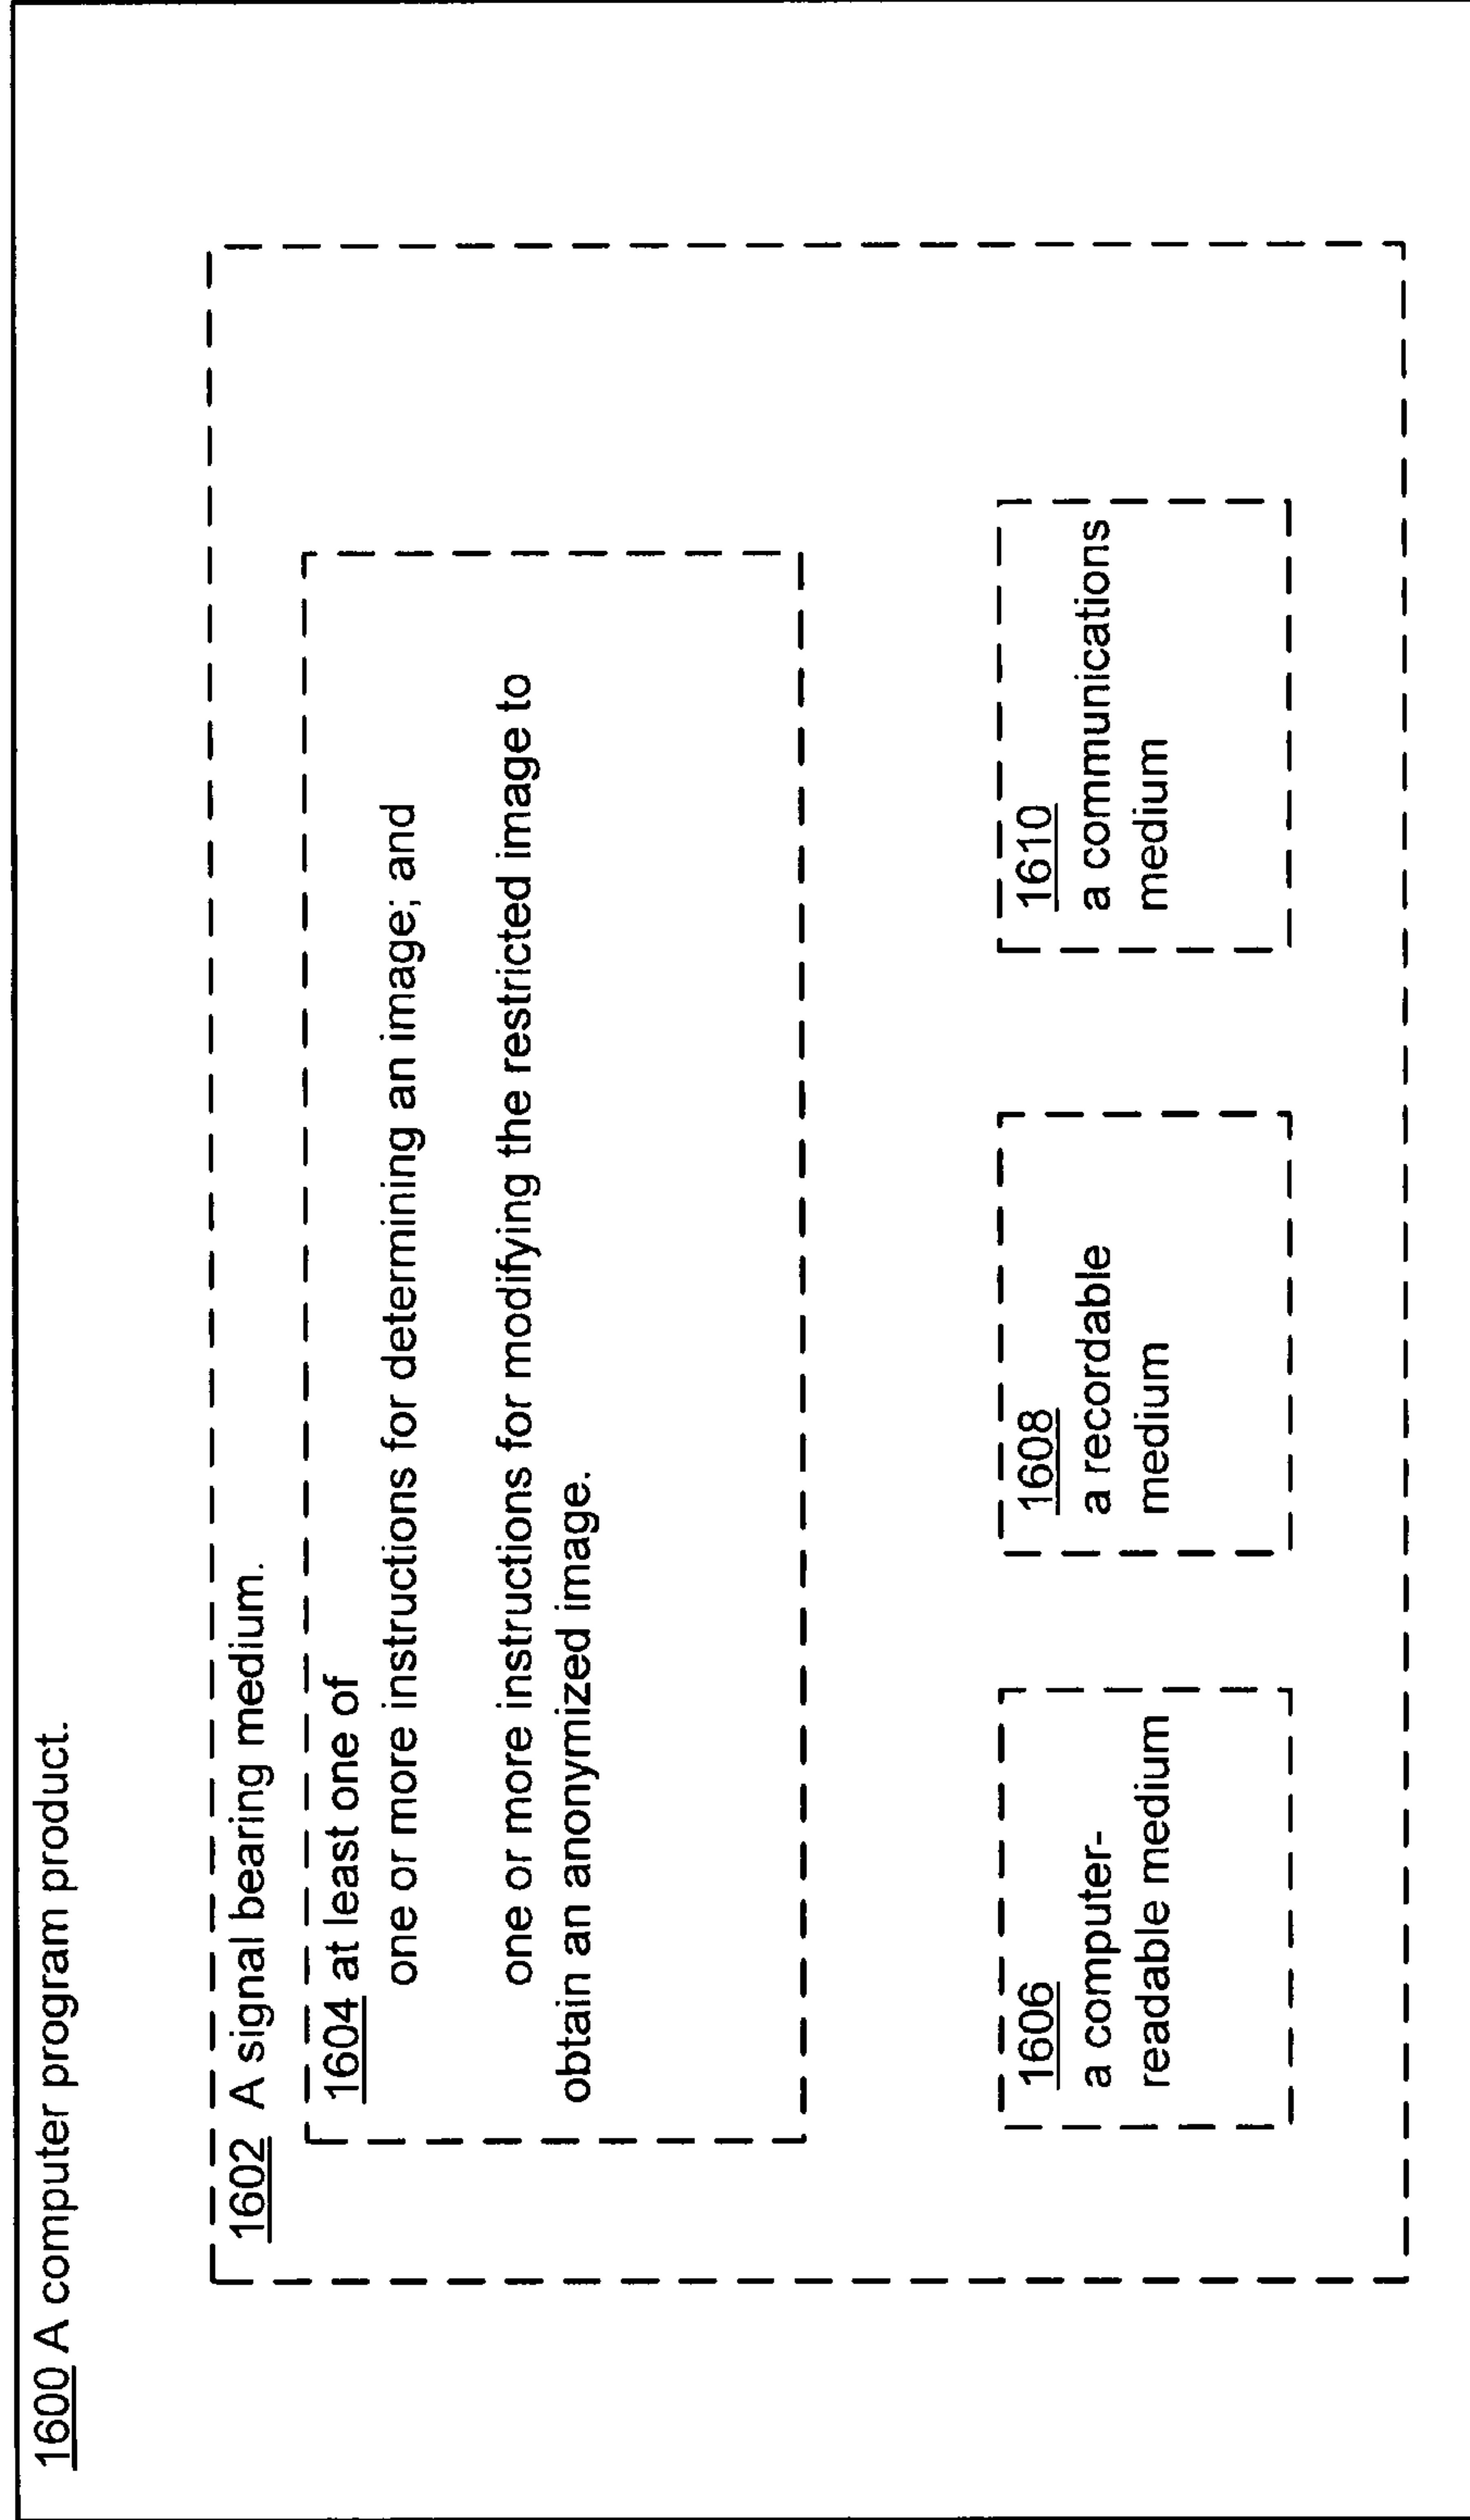 1600 A computer program product.
1602 A signal bearing medium.
1604 at least one of
one or more instructions for determining an image; and
one or more instructions for modifying the restricted image to
obtain an anonymized image.
1606
a computer-
readable medium
1608
a recordable
medium
1610
a communications
medium